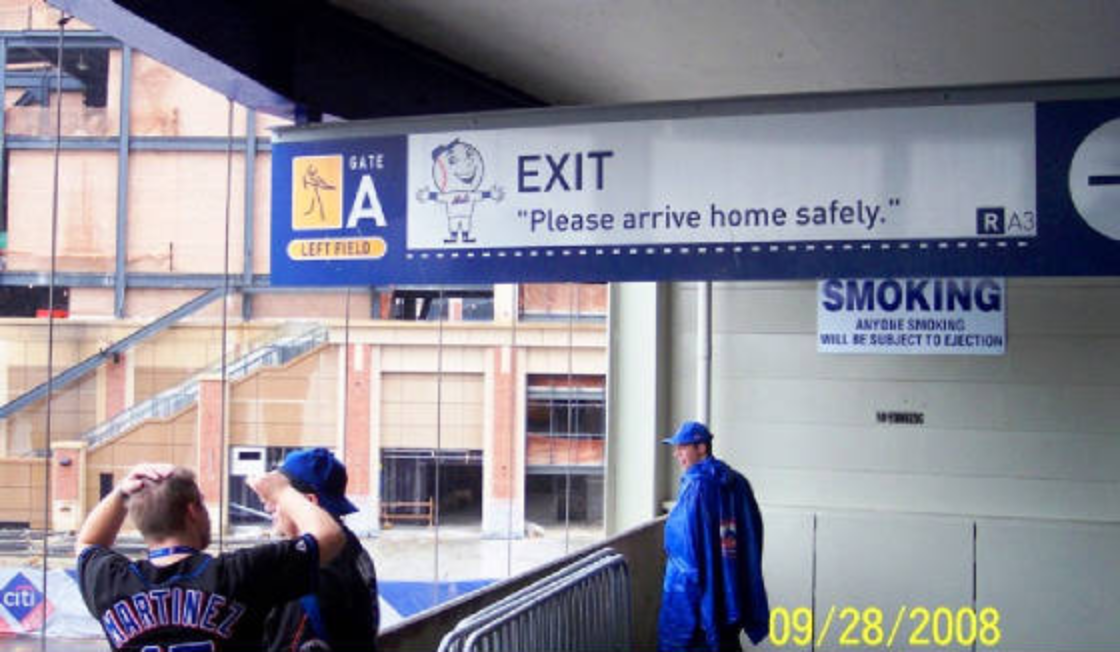 GATE
A
LEFT FIELD
EXIT
"Please arrive home safely."
R A3
SMOKING
ANYONE SMOKING
WILL BE SUBJECT TO EJECTION
citi
MARTINEZ
Mets
09/28/2008